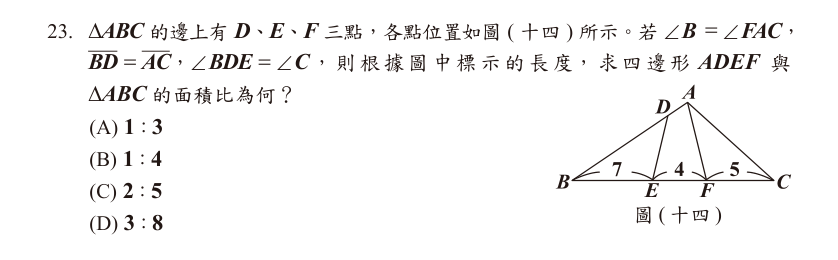 23. △ABC 的邊上有 D、E、F 三點，各點位置如圖 ( 十四 ) 所示。若 ∠B = ∠FAC，
BD = AC，∠BDE = ∠C，則根據圖中標示的長度，求四邊形 ADEF 與
△ABC 的面積比為何？
(A) 1：3
(B) 1：4
(C) 2：5
(D) 3：8
A
D
7
4
5
B
E
F
C
圖 ( 十四 )